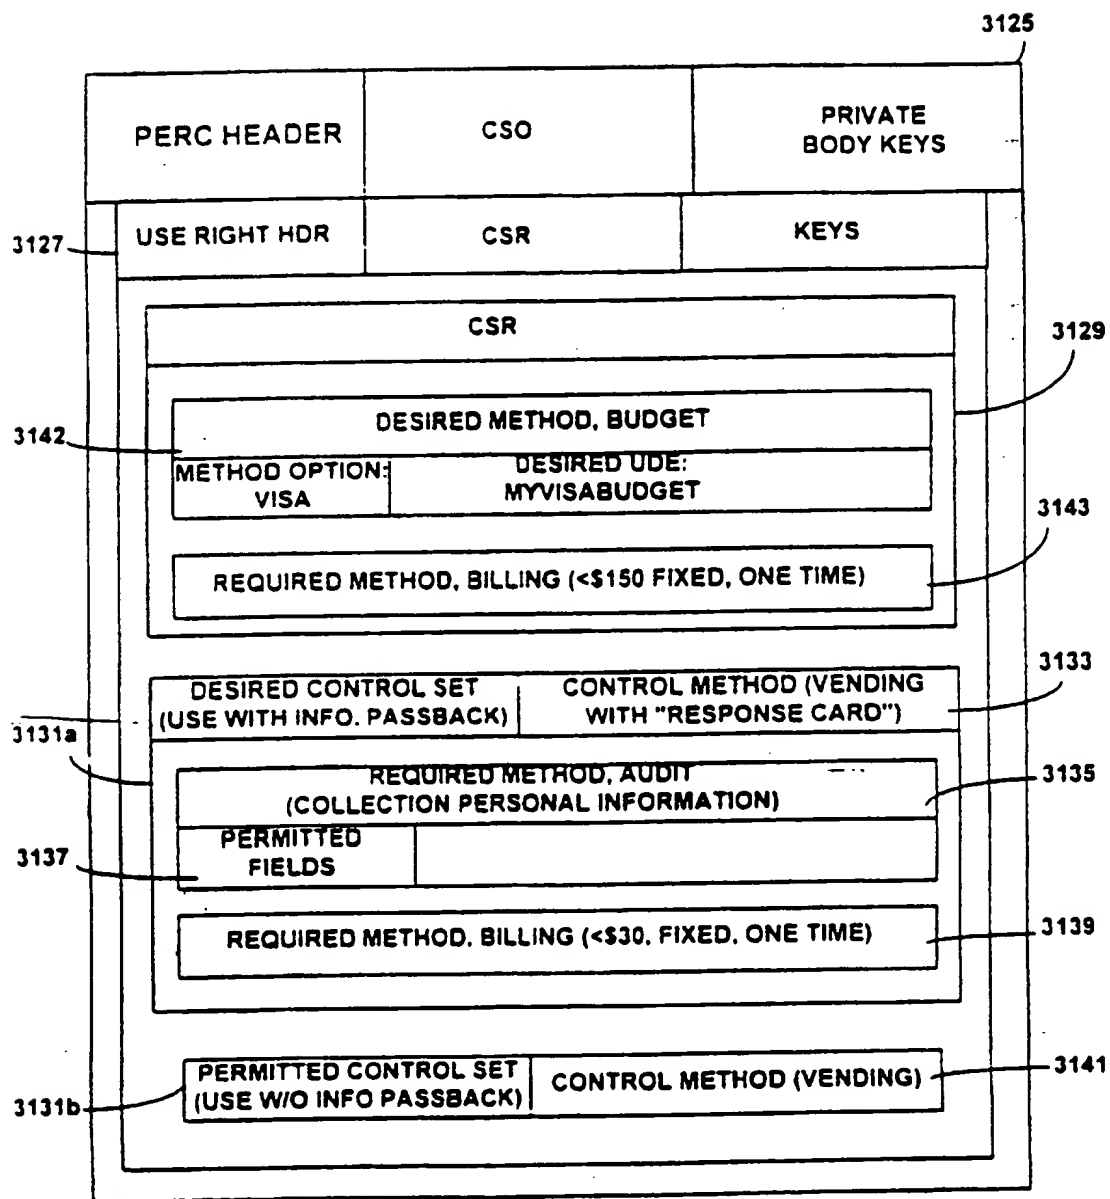 3125
PERC HEADER
CSO
PRIVATE
BODY KEYS
3127
USE RIGHT HDR
CSR
KEYS
CSR
3129
DESIRED METHOD, BUDGET
3142
METHOD OPTION:
VISA
DESIRED UDE:
MYVISABUDGET
3143
REQUIRED METHOD, BILLING (<$150 FIXED, ONE TIME)
3133
DESIRED CONTROL SET
(USE WITH INFO. PASSBACK)
CONTROL METHOD (VENDING
WITH "RESPONSE CARD")
3131a
REQUIRED METHOD, AUDIT
(COLLECTION PERSONAL INFORMATION)
3135
3137
PERMITTED
FIELDS
REQUIRED METHOD. BILLING (<$30, FIXED, ONE TIME)
3139
PERMITTED CONTROL SET
(USE W/O INFO PASSBACK)
CONTROL METHOD (VENDING)
3141
3131b